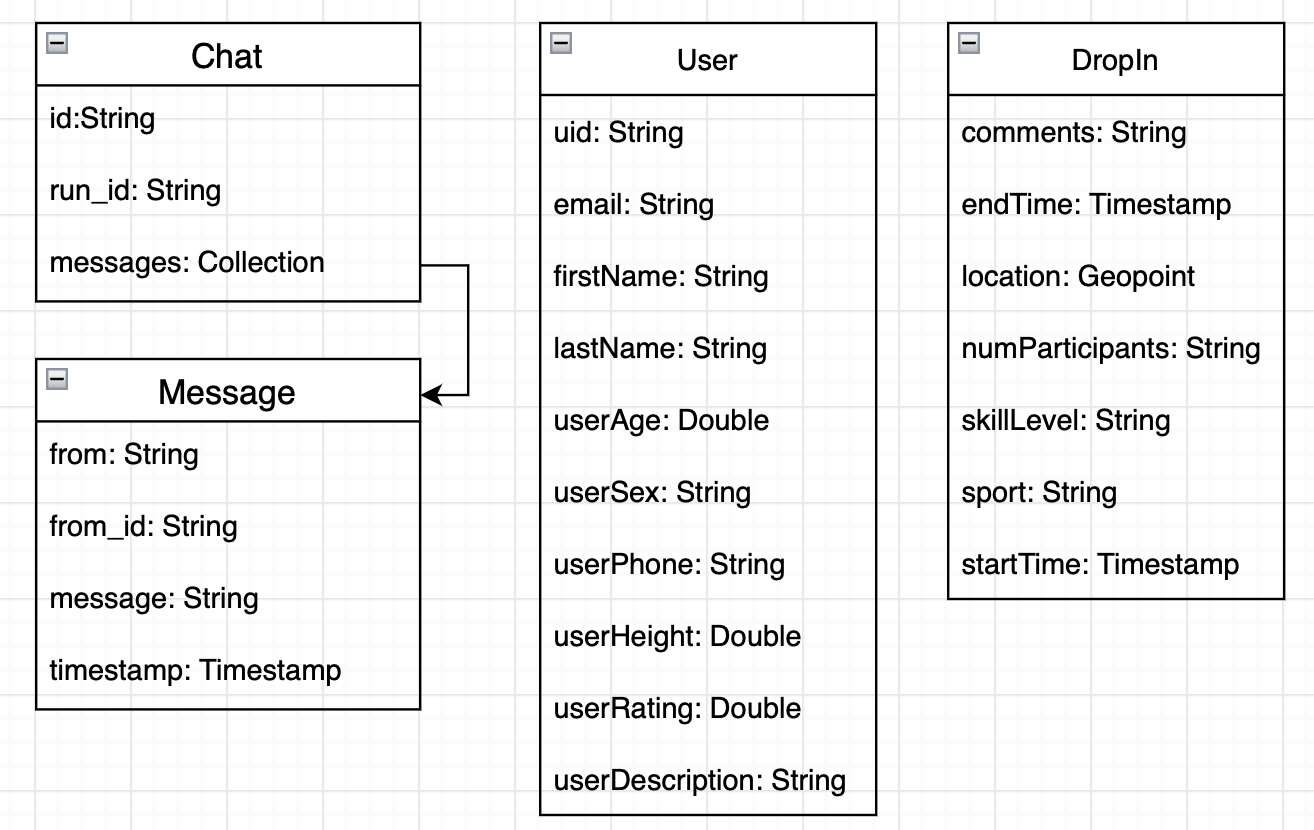 Chat
id:String
run_id: String
messages: Collection
Message
from: String
from_id: String
message: String
timestamp: Timestamp
User
uid: String
email: String
firstName: String
lastName: String
userAge: Double
userSex: String
userPhone: String
userHeight: Double
userRating: Double
userDescription: String
DropIn
comments: String
endTime: Timestamp
location: Geopoint
numParticipants: String
skillLevel: String
sport: String
startTime: Timestamp